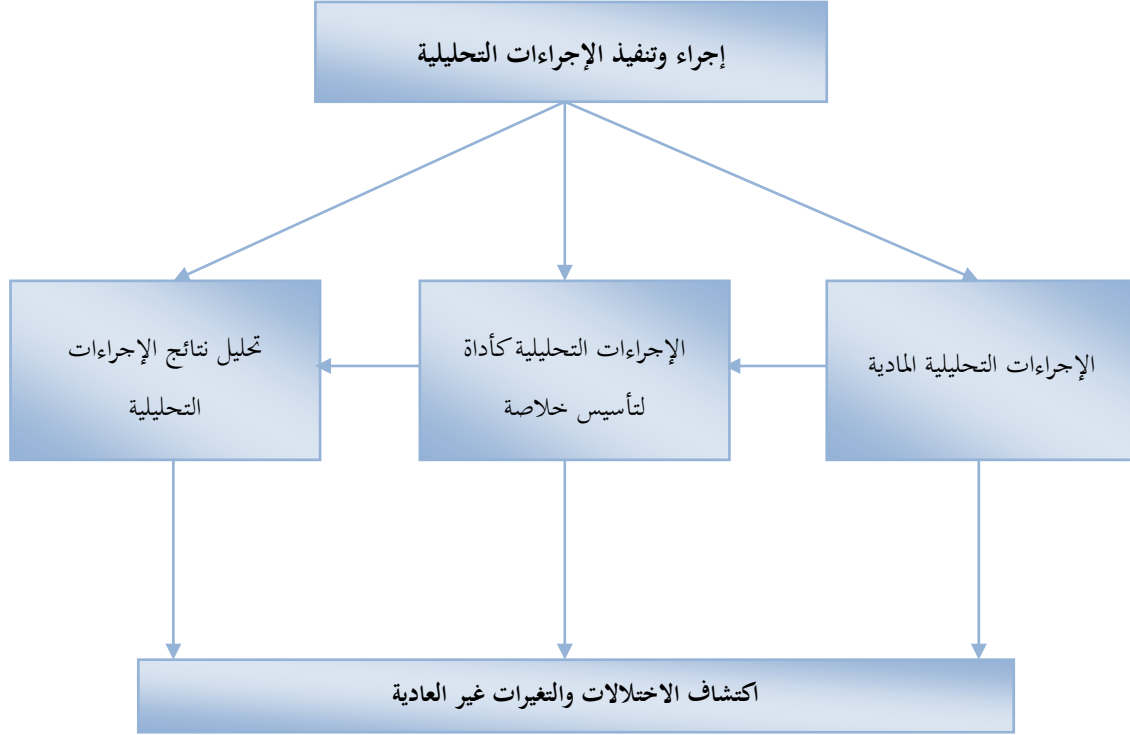 إجراء وتنفيذ الإجراءات التحليلية
الإجراءات التحليلية المادية
الإجراءات التحليلية كأداة
لتأسيس خلاصة
تحليل نتائج الإجراءات
التحليلية
اكتشاف الاختلالات والتغيرات غير العادية